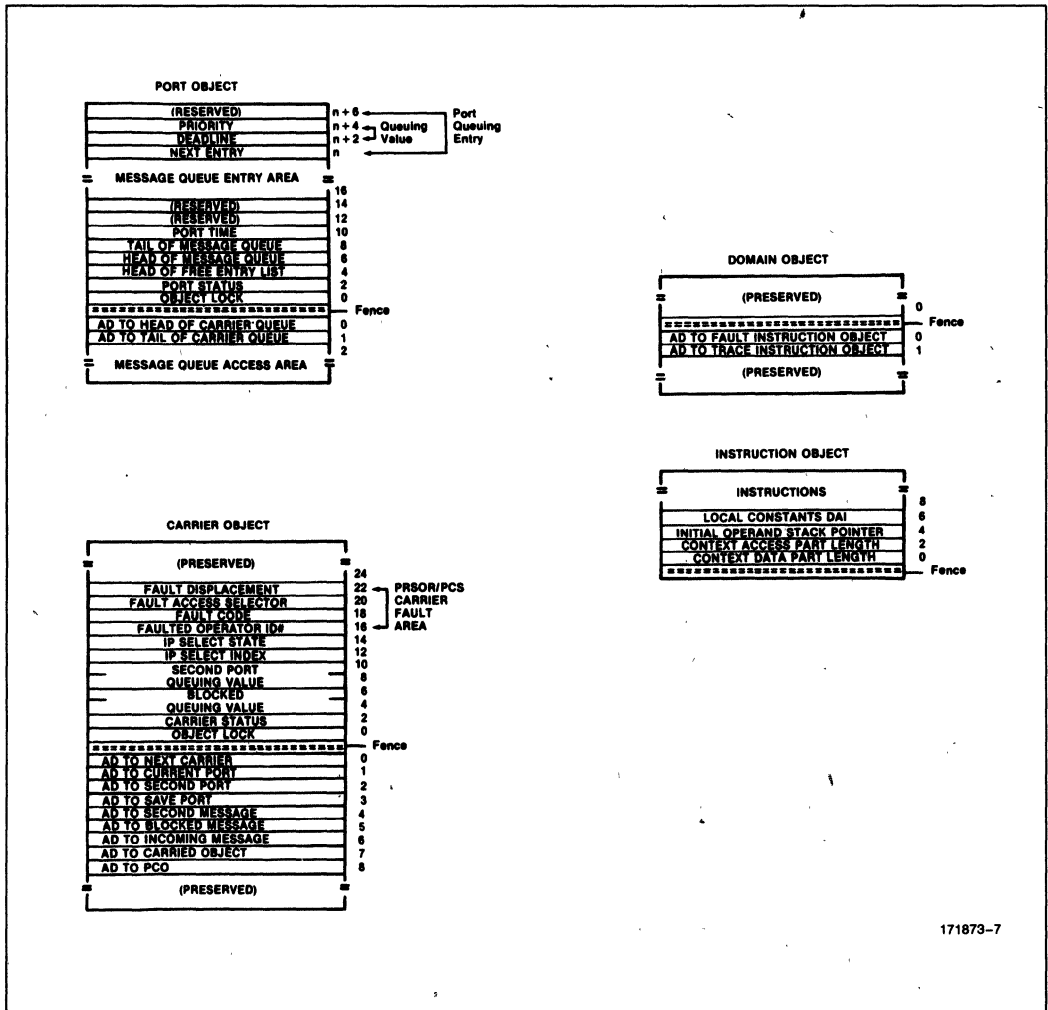 PORT OBJECT
(RESERVED) n + 6 Port
PRIORITY n + 4 Queuing Queuing
DEADLINE n + 2 Value Entry
NEXT ENTRY n
= MESSAGE QUEUE ENTRY AREA =
16
(RESERVED) 14
(RESERVED) 12
PORT TIME 10
TAIL OF MESSAGE QUEUE 8
HEAD OF MESSAGE QUEUE 6
HEAD OF FREE ENTRY LIST 4
PORT STATUS 2
OBJECT LOCK 0
Fence
AD TO HEAD OF CARRIER QUEUE 0
AD TO TAIL OF CARRIER QUEUE 1
2
= MESSAGE QUEUE ACCESS AREA =
DOMAIN OBJECT
= (PRESERVED) =
0
Fence
AD TO FAULT INSTRUCTION OBJECT 0
AD TO TRACE INSTRUCTION OBJECT 1
= (PRESERVED) =
INSTRUCTION OBJECT
= INSTRUCTIONS =
8
LOCAL CONSTANTS DAI 6
INITIAL OPERAND STACK POINTER 4
CONTEXT ACCESS PART LENGTH 2
CONTEXT DATA PART LENGTH 0
Fence
CARRIER OBJECT
= (PRESERVED) =
24
FAULT DISPLACEMENT 22 PRSOR/PCS
FAULT ACCESS SELECTOR 20 CARRIER
FAULT CODE 18 FAULT
FAULTED OPERATOR ID# 16 AREA
IP SELECT STATE 14
IP SELECT INDEX 12
SECOND PORT 10
QUEUING VALUE 8
BLOCKED 6
QUEUING VALUE 4
CARRIER STATUS 2
OBJECT LOCK 0
Fence
AD TO NEXT CARRIER 0
AD TO CURRENT PORT 1
AD TO SECOND PORT 2
AD TO SAVE PORT 3
AD TO SECOND MESSAGE 4
AD TO BLOCKED MESSAGE 5
AD TO INCOMING MESSAGE 6
AD TO CARRIED OBJECT 7
AD TO PCO 8
= (PRESERVED) =
171873–7